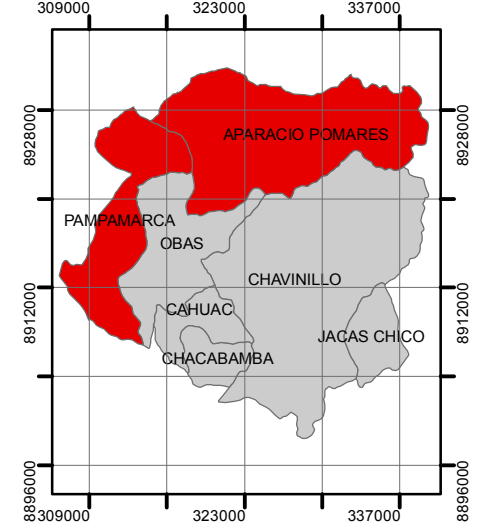 309000 323000 337000
8928000 8928000
APARACIO POMARES
PAMPAMARCA
OBAS
CHAVINILLO
8912000 8912000
CAHUAC
JACAS CHICO
CHACABAMBA
8896000 8896000
309000 323000 337000